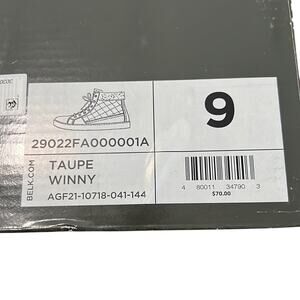 29022FA000001A
9
BELK.COM
TAUPE
WINNY
AGF21-10718-041-144
4 80011 34790 3
$70.00